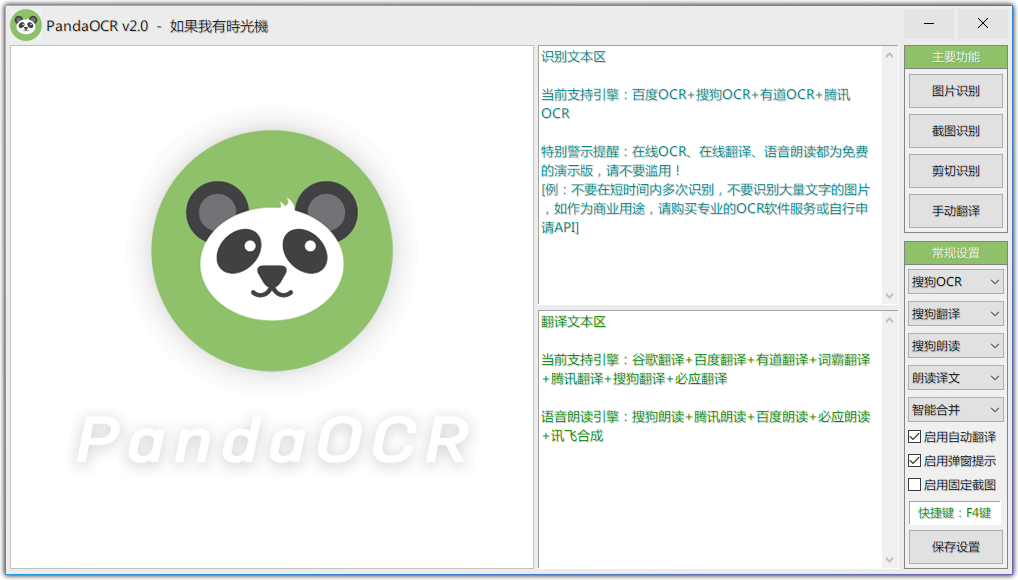 PandaOCR v2.0 - 如果我有時光機
PandaOCR
识别文本区
当前支持引擎：百度OCR+搜狗OCR+有道OCR+腾讯
OCR
特别警示提醒：在线OCR、在线翻译、语音朗读都为免费
的演示版，请不要滥用！
[例：不要在短时间内多次识别，不要识别大量文字的图片
，如作为商业用途，请购买专业的OCR软件服务或自行申
请API]
翻译文本区
当前支持引擎：谷歌翻译+百度翻译+有道翻译+词霸翻译
+腾讯翻译+搜狗翻译+必应翻译
语音朗读引擎：搜狗朗读+腾讯朗读+百度朗读+必应朗读
+讯飞合成
主要功能
图片识别
截图识别
剪切识别
手动翻译
常规设置
搜狗OCR
搜狗翻译
搜狗朗读
朗读译文
智能合并
启用自动翻译
启用弹窗提示
启用固定截图
快捷键：F4键
保存设置